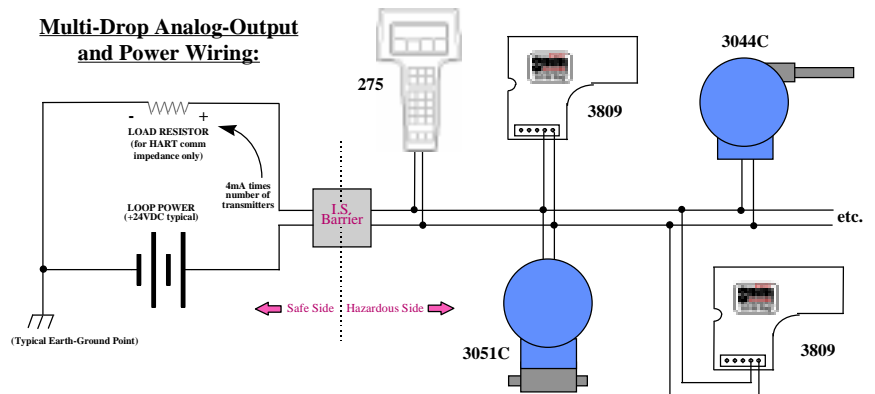 Multi-Drop Analog-Output
and Power Wiring:
275
3809
3044C
- +
LOAD RESISTOR
(for HART comm
impedance only)
4mA times
number of
transmitters
LOOP POWER
(+24VDC typical)
I.S.
Barrier
etc.
Safe Side
Hazardous Side
(Typical Earth-Ground Point)
3051C
3809